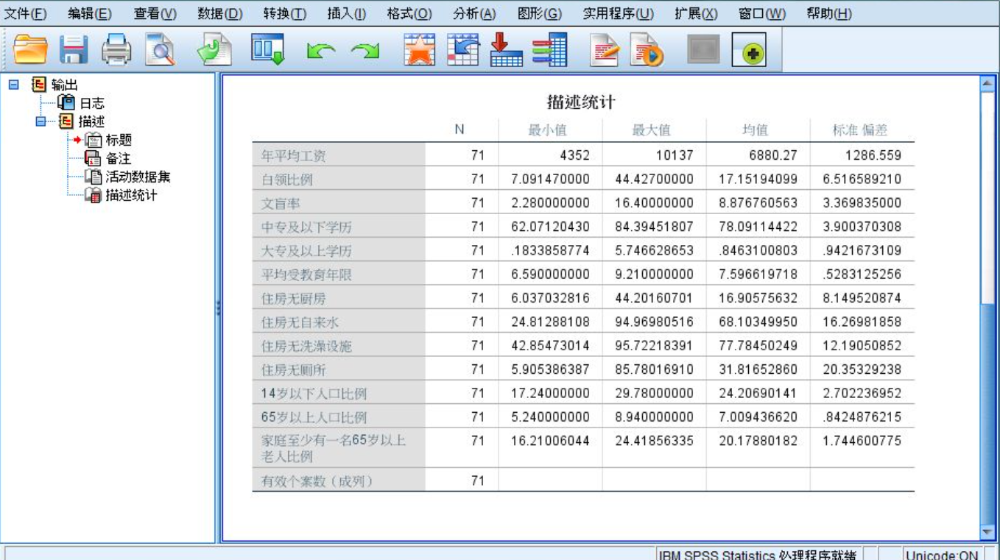 文件(F) 编辑(E) 查看(V) 数据(D) 转换(T) 插入(I) 格式(O) 分析(A) 图形(G) 实用程序(U) 扩展(X) 窗口(W) 帮助(H)
输出
日志
描述
标题
备注
活动数据集
描述统计
描述统计
N 最小值 最大值 均值 标准 偏差
年平均工资 71 4352 10137 6880.27 1286.559
白领比例 71 7.091470000 44.42700000 17.15194099 6.516589210
文盲率 71 2.280000000 16.40000000 8.876760563 3.369835000
中专及以下学历 71 62.07120430 84.39451807 78.09114422 3.900370308
大专及以上学历 71 .1833858774 5.746628653 .8463100803 .9421673109
平均受教育年限 71 6.590000000 9.210000000 7.596619718 .5283125256
住房无厨房 71 6.037032816 44.20160701 16.90575632 8.149520874
住房无自来水 71 24.81288108 94.96980516 68.10349950 16.26981858
住房无洗澡设施 71 42.85473014 95.72218391 77.78450249 12.19050852
住房无厕所 71 5.905386387 85.78016910 31.81652860 20.35329238
14岁以下人口比例 71 17.24000000 29.78000000 24.20690141 2.702236952
65岁以上人口比例 71 5.240000000 8.940000000 7.009436620 .8424876215
家庭至少有一名65岁以上 71 16.21006044 24.41856335 20.17880182 1.744600775
老人比例
有效个案数（成列） 71
IBM SPSS Statistics 处理程序就绪 Unicode:ON